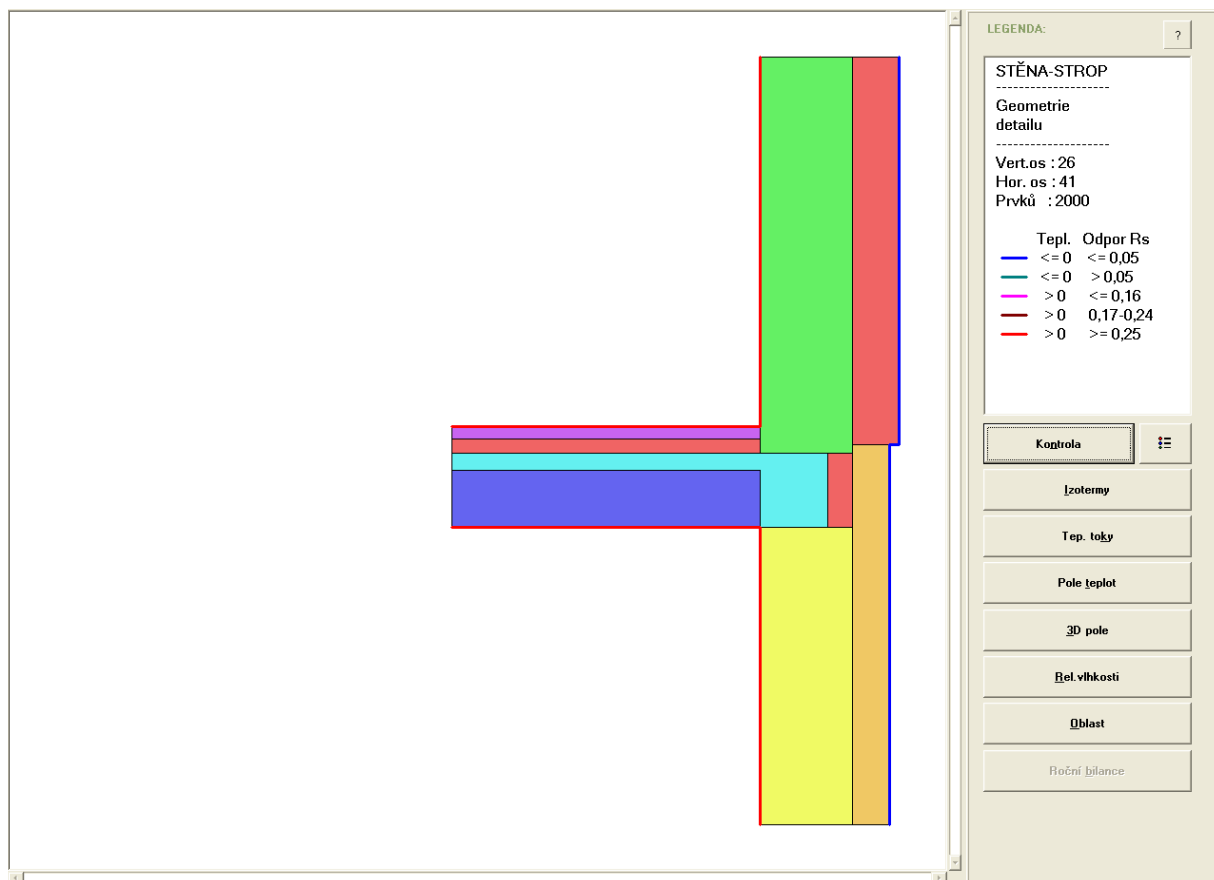 LEGENDA:
?
STĚNA-STROP
--------------------
Geometrie
detailu
--------------------
Vert.os : 26
Hor. os : 41
Prvků : 2000
Tepl. Odpor Rs
<= 0 <= 0,05
<= 0 > 0,05
> 0 <= 0,16
> 0 0,17-0,24
> 0 >= 0,25
Kontrola
Izotermy
Tep. toky
Pole teplot
3D pole
Rel.vlhkosti
Oblast
Roční bilance